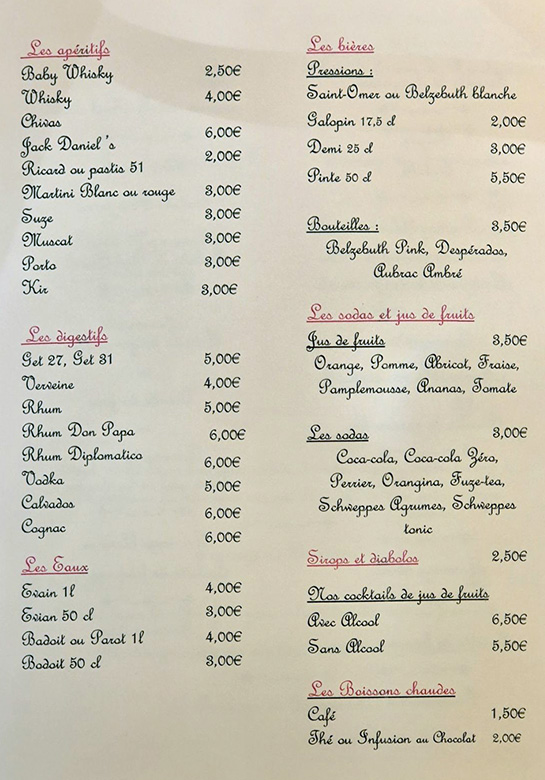 Les apéritifs
Baby Whisky 2,50€
Whisky 4,00€
Chivas
Jack Daniel's 6,00€
Ricard ou pastis 51 2,00€
Martini Blanc ou rouge 3,00€
Suze 3,00€
Muscat 3,00€
Porto 3,00€
Kir 3,00€
Les digestifs
Get 27, Get 31 5,00€
Verveine 4,00€
Rhum 5,00€
Rhum Don Papa 6,00€
Rhum Diplomatico 6,00€
Vodka 5,00€
Calvados 6,00€
Cognac 6,00€
Les Eaux
Evain 1l 4,00€
Evian 50 cl 3,00€
Badoit ou Parot 1l 4,00€
Badoit 50 cl 3,00€
Les bières
Pressions :
Saint-Omer ou Belzebuth blanche
Galopin 17,5 cl 2,00€
Demi 25 cl 3,00€
Pinte 50 cl 5,50€
Bouteilles : 3,50€
Belzebuth Pink, Despérados,
Aubrac Ambré
Les sodas et jus de fruits
Jus de fruits 3,50€
Orange, Pomme, Abricot, Fraise,
Pamplemousse, Ananas, Tomate
Les sodas 3,00€
Coca-cola, Coca-cola Zéro,
Perrier, Orangina, Fuze-tea,
Schweppes Agrumes, Schweppes
tonic
Sirops et diabolos 2,50€
Nos cocktails de jus de fruits
Avec Alcool 6,50€
Sans Alcool 5,50€
Les Boissons chaudes
Café 1,50€
Thé ou Infusion ou Chocolat 2,00€